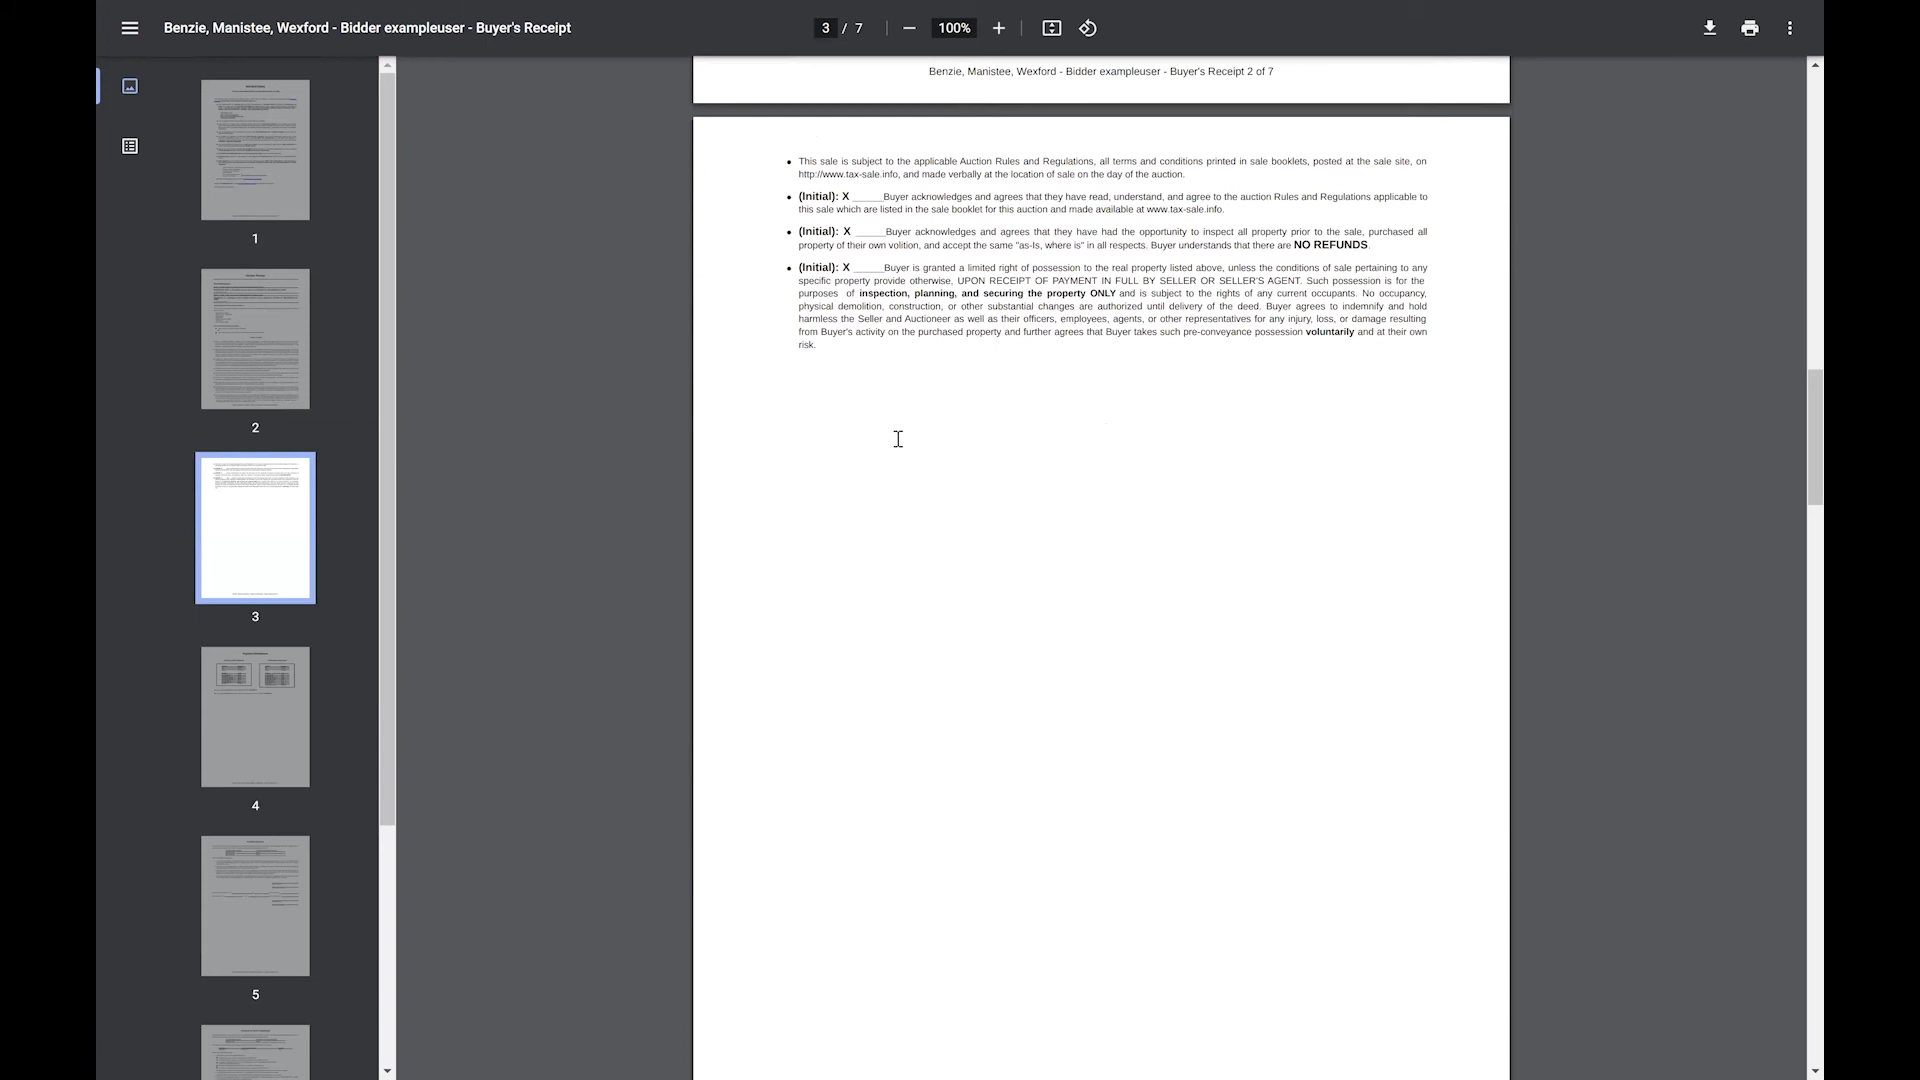 Benzie, Manistee, Wexford - Bidder exampleuser - Buyer's Receipt
3 / 7
100%
1
2
3
4
5
Benzie, Manistee, Wexford - Bidder exampleuser - Buyer's Receipt 2 of 7
• This sale is subject to the applicable Auction Rules and Regulations, all terms and conditions printed in sale booklets, posted at the sale site, on
http://www.tax-sale.info, and made verbally at the location of sale on the day of the auction.
• (Initial): X ______Buyer acknowledges and agrees that they have read, understand, and agree to the auction Rules and Regulations applicable to
this sale which are listed in the sale booklet for this auction and made available at www.tax-sale.info.
• (Initial): X ______Buyer acknowledges and agrees that they have had the opportunity to inspect all property prior to the sale, purchased all
property of their own volition, and accept the same "as-Is, where is" in all respects. Buyer understands that there are NO REFUNDS.
• (Initial): X ______Buyer is granted a limited right of possession to the real property listed above, unless the conditions of sale pertaining to any
specific property provide otherwise, UPON RECEIPT OF PAYMENT IN FULL BY SELLER OR SELLER'S AGENT. Such possession is for the
purposes of inspection, planning, and securing the property ONLY and is subject to the rights of any current occupants. No occupancy,
physical demolition, construction, or other substantial changes are authorized until delivery of the deed. Buyer agrees to indemnify and hold
harmless the Seller and Auctioneer as well as their officers, employees, agents, or other representatives for any injury, loss, or damage resulting
from Buyer's activity on the purchased property and further agrees that Buyer takes such pre-conveyance possession voluntarily and at their own
risk.